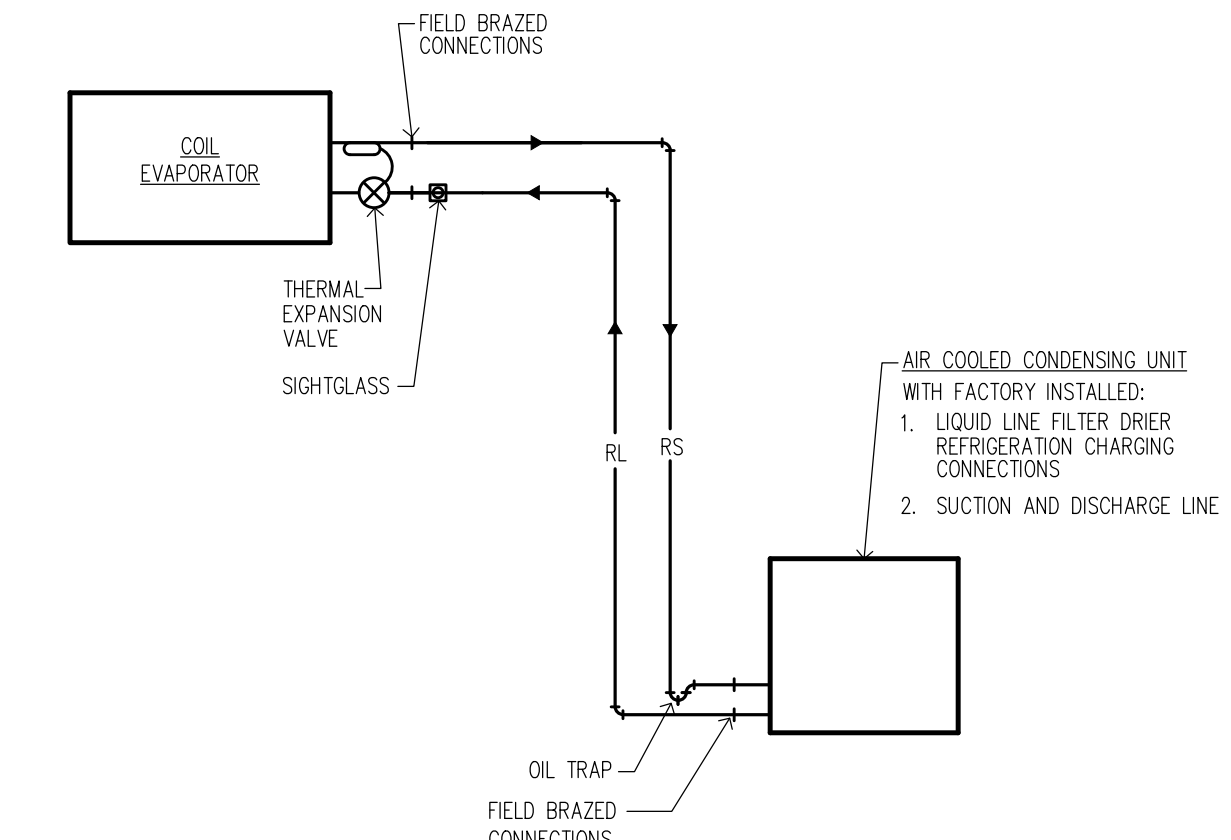 FIELD BRAZED
CONNECTIONS
COIL
EVAPORATOR
THERMAL
EXPANSION
VALVE
SIGHTGLASS
AIR COOLED CONDENSING UNIT
WITH FACTORY INSTALLED:
1. LIQUID LINE FILTER DRIER
REFRIGERATION CHARGING
CONNECTIONS
2. SUCTION AND DISCHARGE LINE
RL
RS
OIL TRAP
FIELD BRAZED
CONNECTIONS